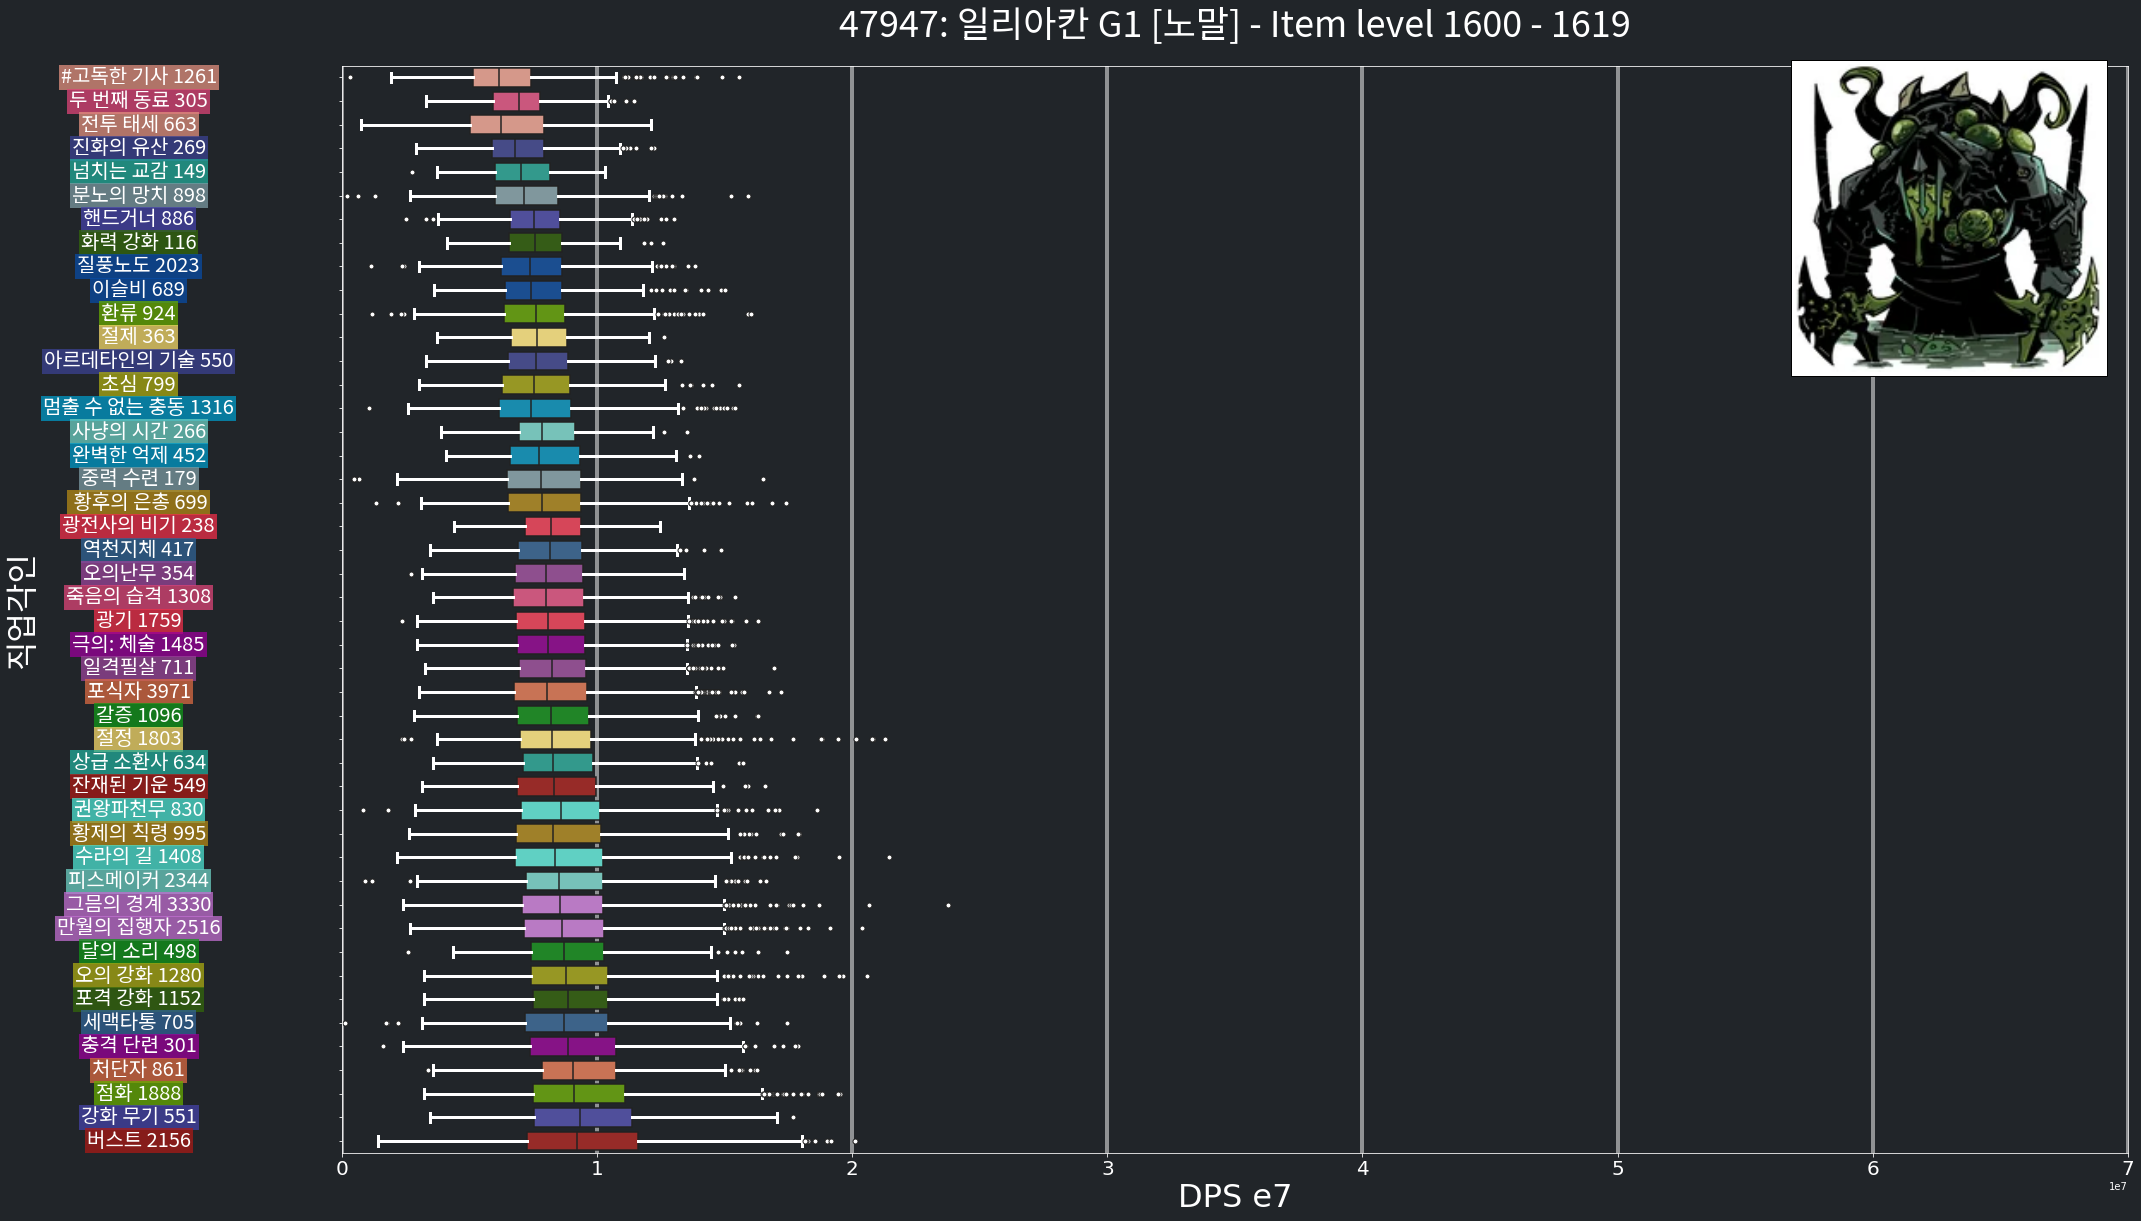 47947: 일리아칸 G1 [노말] - Item level 1600 - 1619
#고독한 기사 1261
두 번째 동료 305
전투 태세 663
진화의 유산 269
넘치는 교감 149
분노의 망치 898
핸드거너 886
화력 강화 116
질풍노도 2023
이슬비 689
환류 924
절제 363
아르데타인의 기술 550
초심 799
멈출 수 없는 충동 1316
사냥의 시간 266
완벽한 억제 452
중력 수련 179
황후의 은총 699
광전사의 비기 238
역천지체 417
오의난무 354
죽음의 습격 1308
광기 1759
극의: 체술 1485
일격필살 711
포식자 3971
갈증 1096
절정 1803
상급 소환사 634
잔재된 기운 549
권왕파천무 830
황제의 칙령 995
수라의 길 1408
피스메이커 2344
그믐의 경계 3330
만월의 집행자 2516
달의 소리 498
오의 강화 1280
포격 강화 1152
세맥타통 705
충격 단련 301
처단자 861
점화 1888
강화 무기 551
버스트 2156
직업각인
0 1 2 3 4 5 6 7
1e7
DPS e7